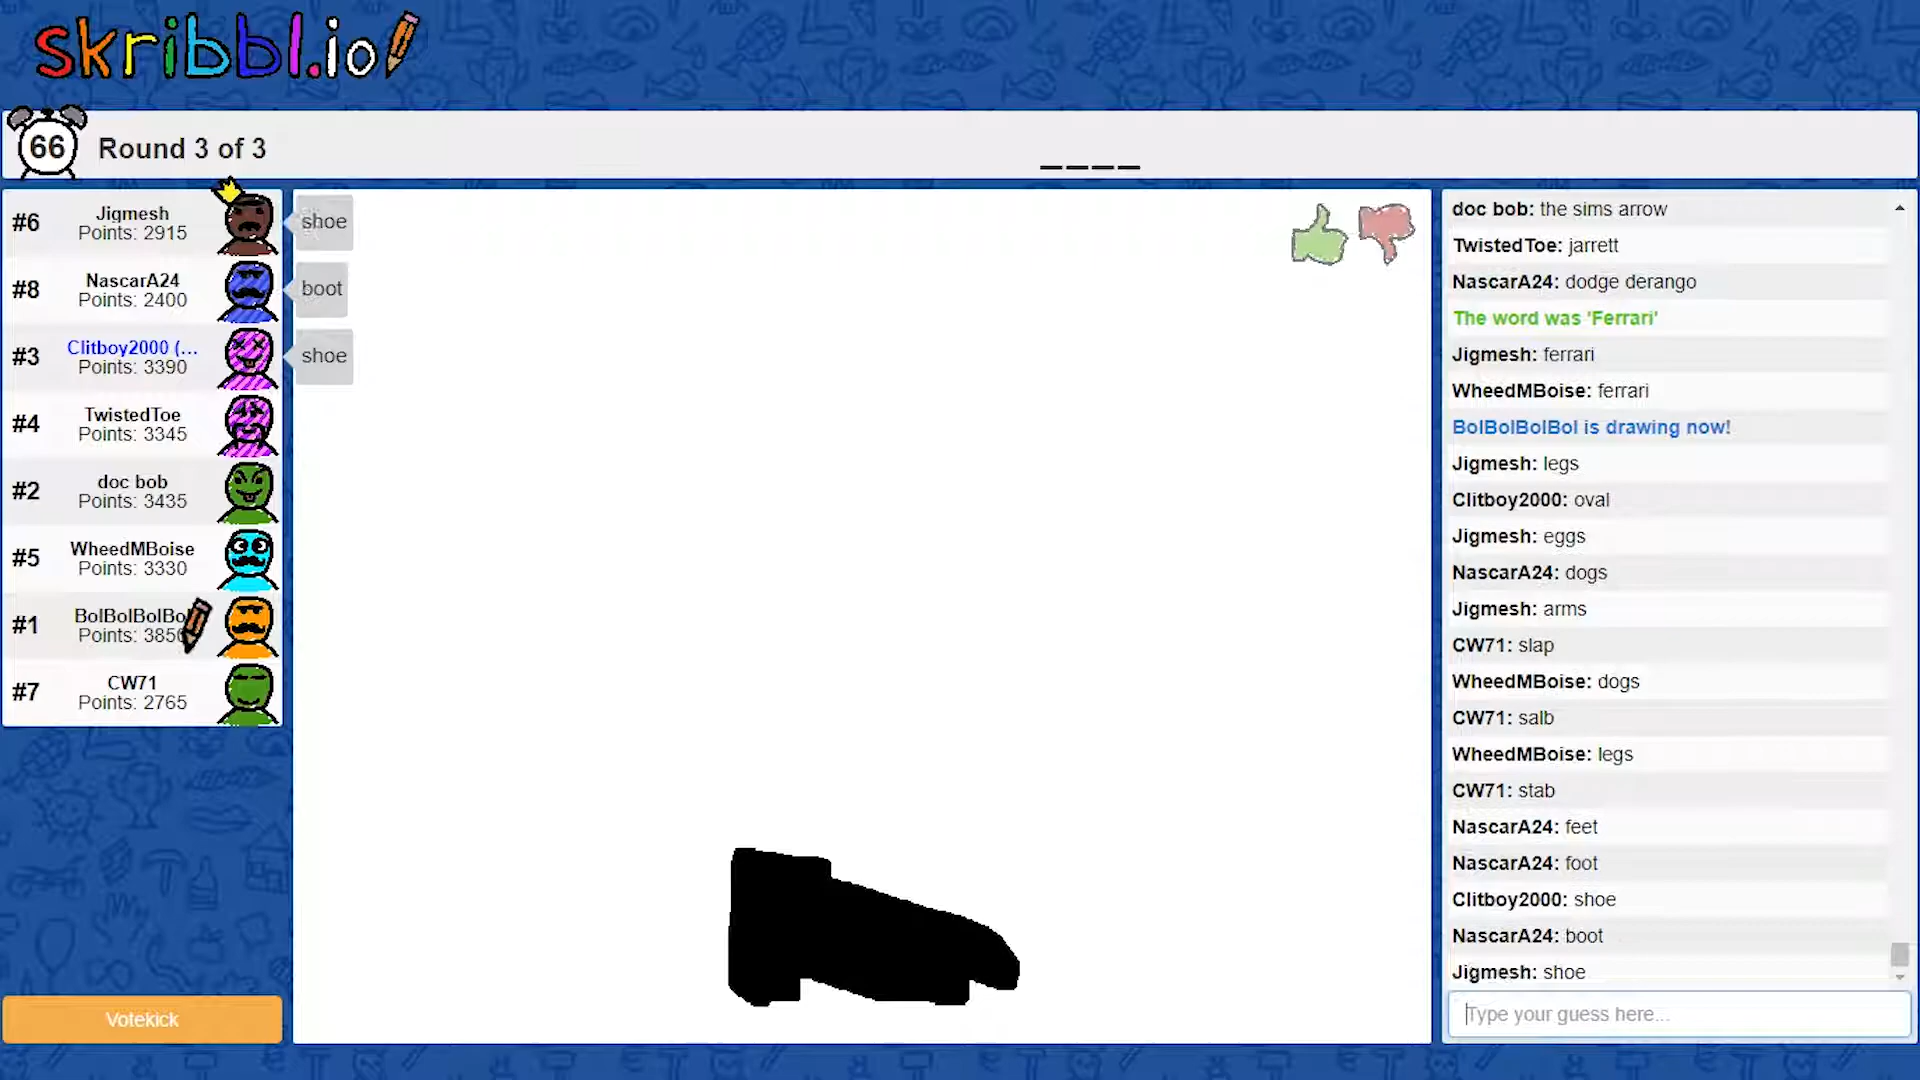 skribbl.io
66
Round 3 of 3
_ _ _ _
#6
Jigmesh
Points: 2915
shoe
#8
NascarA24
Points: 2400
boot
#3
Clitboy2000 (...
Points: 3390
shoe
#4
TwistedToe
Points: 3345
#2
doc bob
Points: 3435
#5
WheedMBoise
Points: 3330
#1
BolBolBolBol
Points: 3850
#7
CW71
Points: 2765
Votekick
doc bob: the sims arrow
TwistedToe: jarrett
NascarA24: dodge derango
The word was 'Ferrari'
Jigmesh: ferrari
WheedMBoise: ferrari
BolBolBolBol is drawing now!
Jigmesh: legs
Clitboy2000: oval
Jigmesh: eggs
NascarA24: dogs
Jigmesh: arms
CW71: slap
WheedMBoise: dogs
CW71: salb
WheedMBoise: legs
CW71: stab
NascarA24: feet
NascarA24: foot
Clitboy2000: shoe
NascarA24: boot
Jigmesh: shoe
Type your guess here...